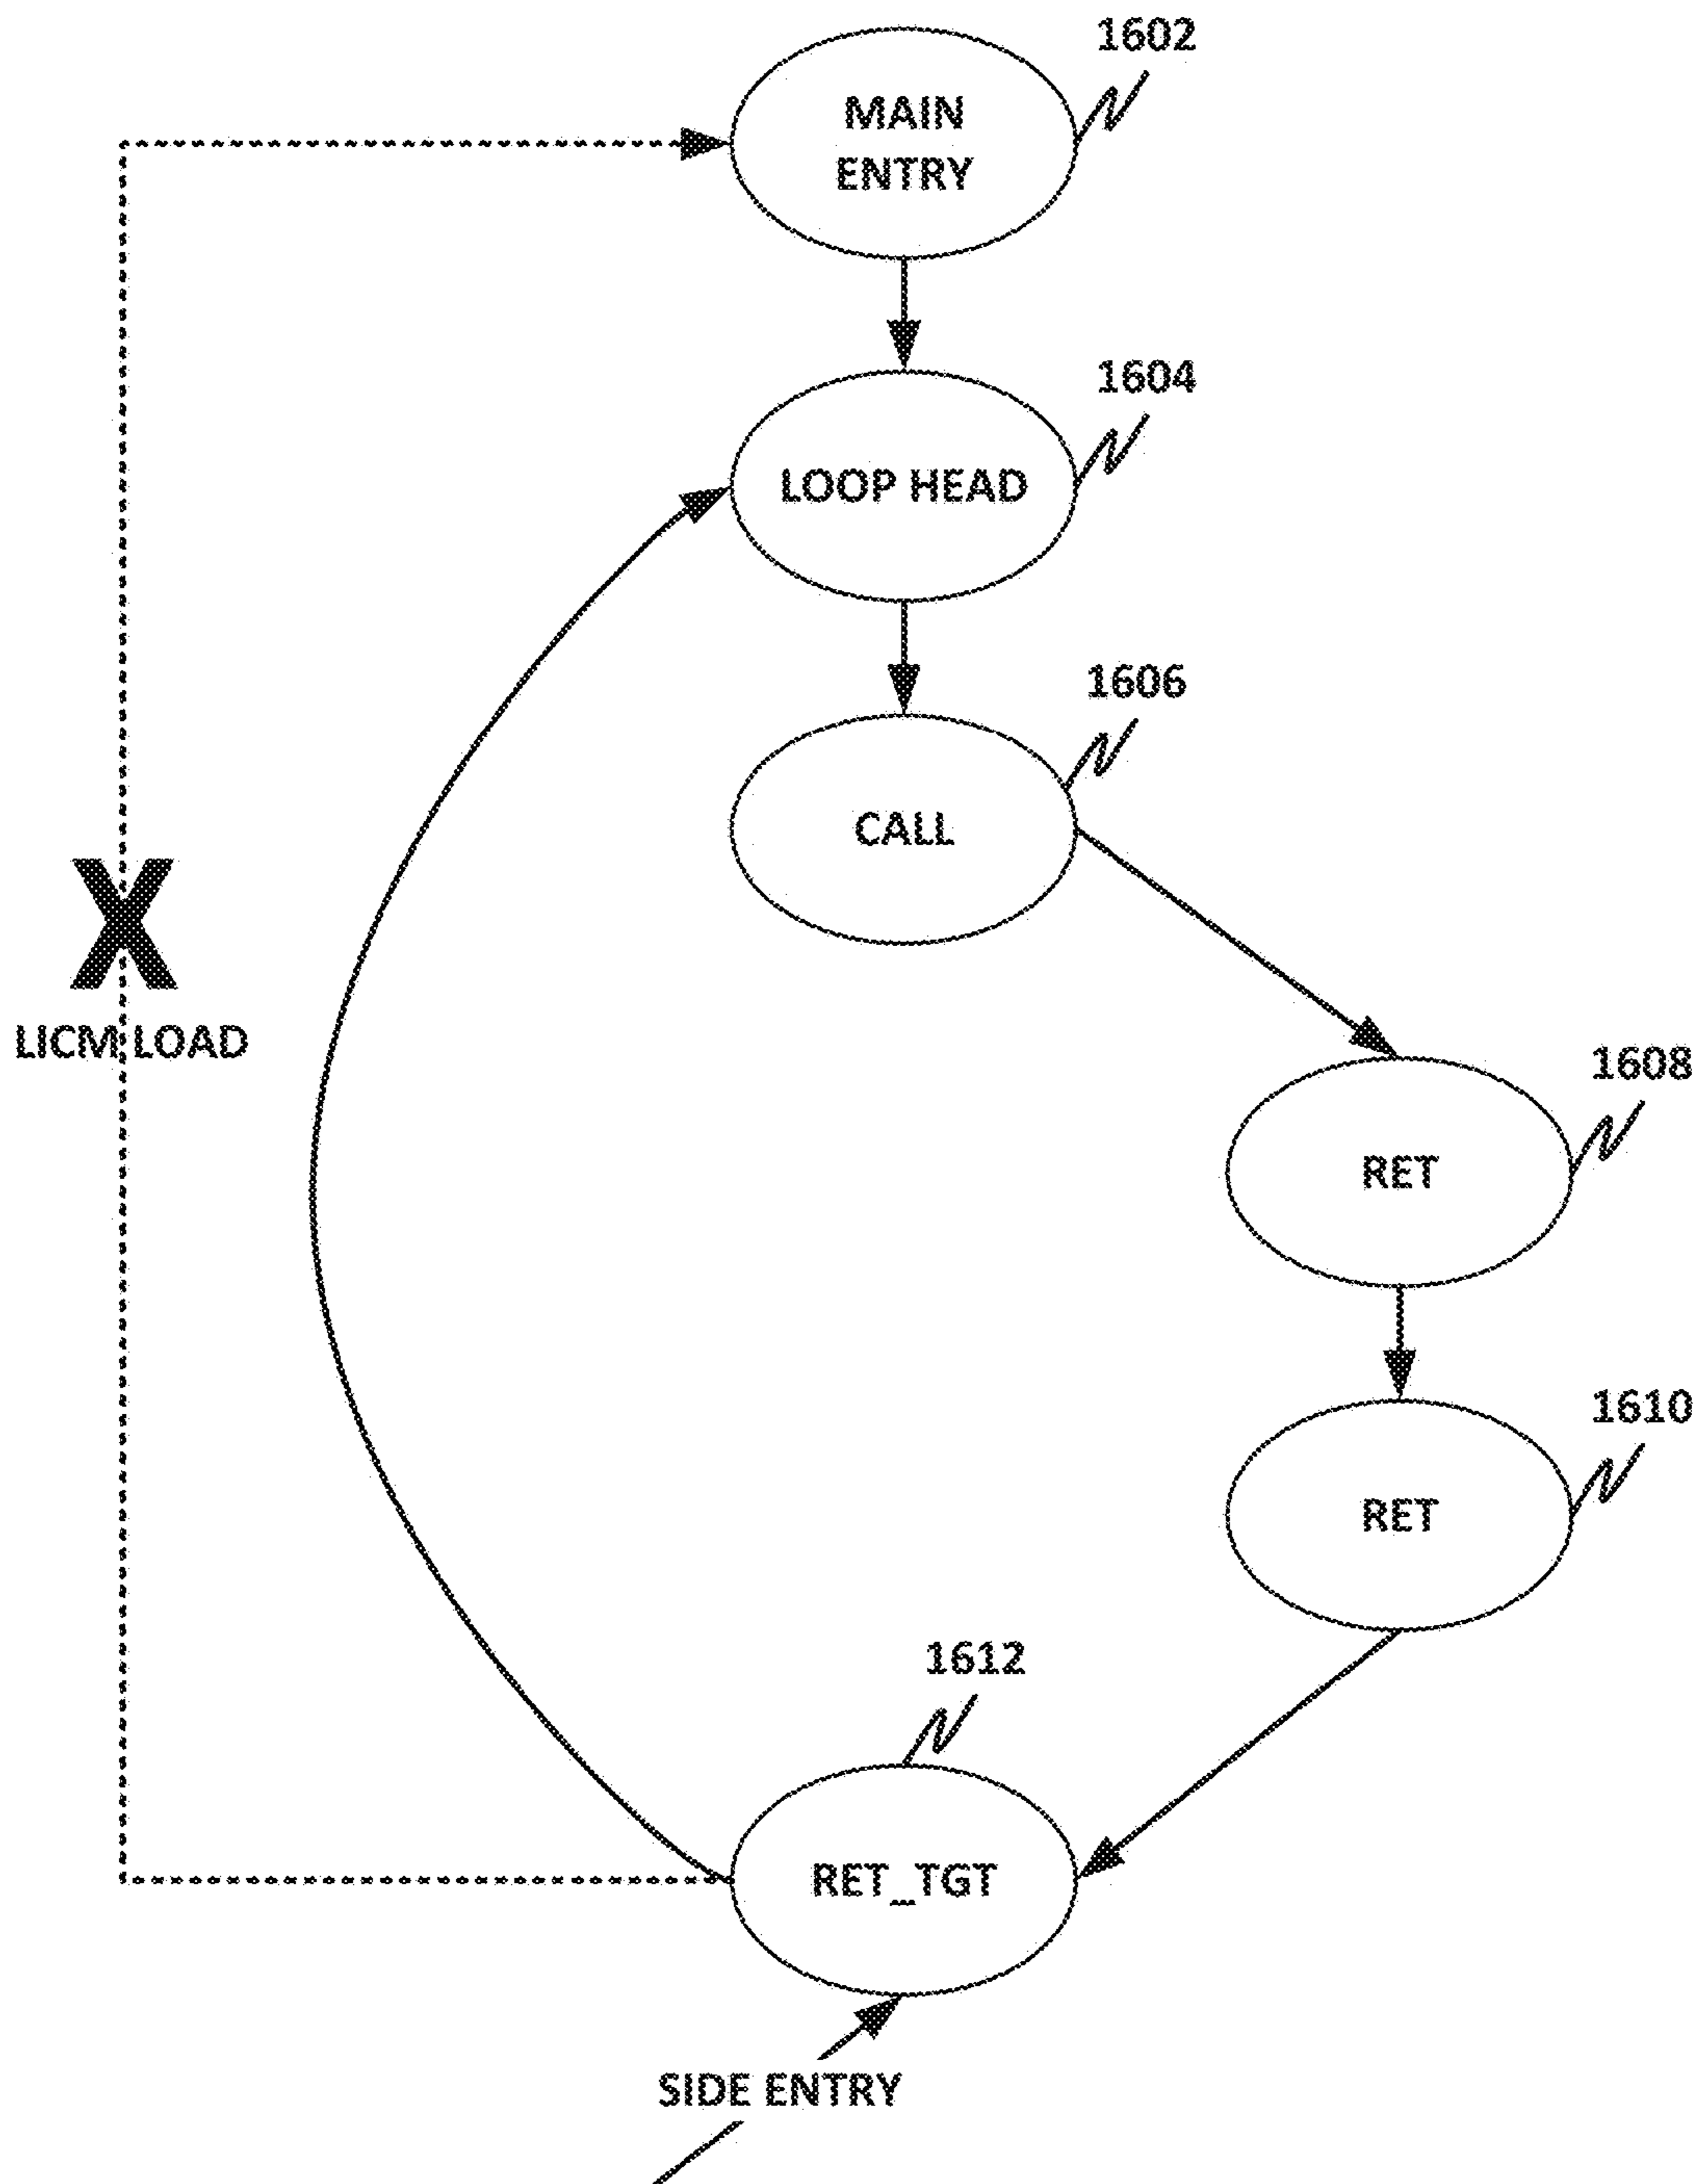 1602
MAIN
ENTRY
1604
LOOP HEAD
1606
CALL
X
LICM LOAD
1608
RET
1610
RET
1612
RET_TGT
SIDE ENTRY